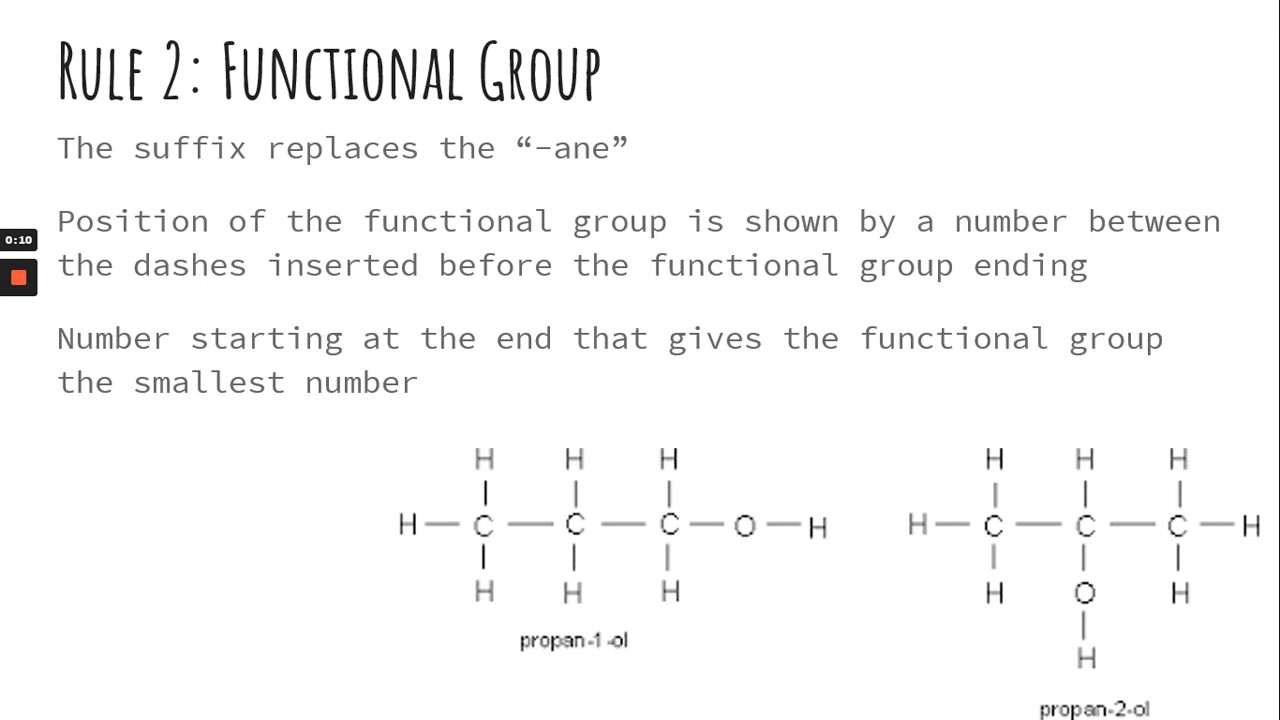 RULE 2: FUNCTIONAL GROUP
The suffix replaces the “-ane”
Position of the functional group is shown by a number between
the dashes inserted before the functional group ending
0:10
Number starting at the end that gives the functional group
the smallest number
H H H
H C C C O H
H H H
propan-1-ol
H H H
H C C C H
H O H
H
propan-2-ol